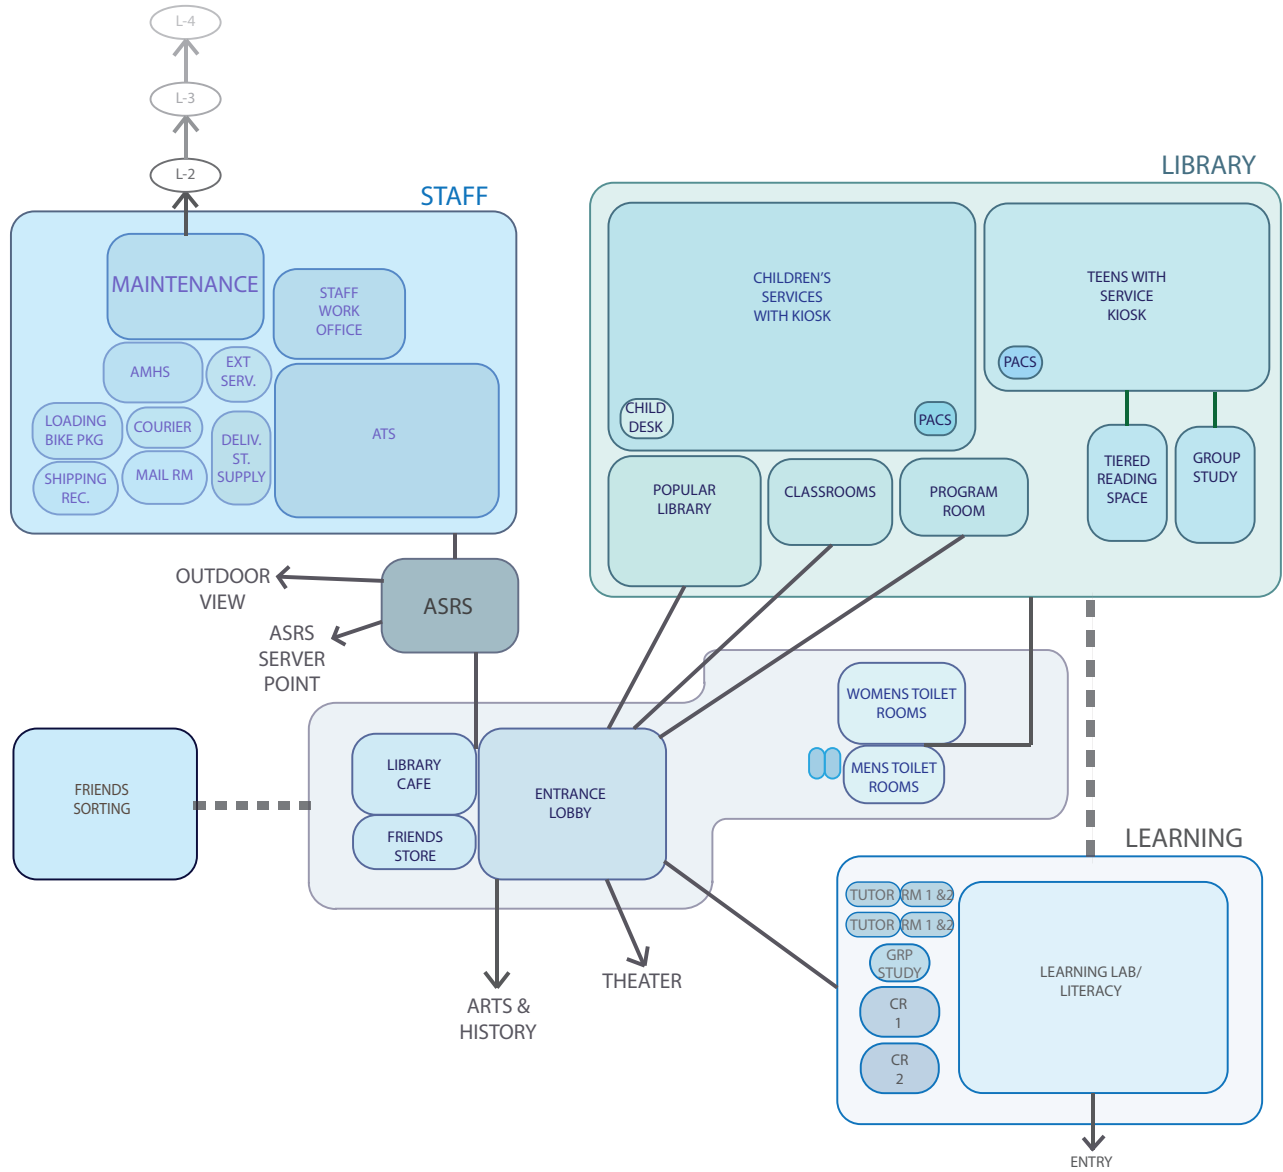 L-4
L-3
L-2
STAFF
MAINTENANCE
STAFF
WORK
OFFICE
AMHS
EXT
SERV.
LOADING
BIKE PKG
COURIER
DELIV.
ST.
SUPPLY
ATS
SHIPPING
REC.
MAIL RM
LIBRARY
CHILDREN'S
SERVICES
WITH KIOSK
TEENS WITH
SERVICE
KIOSK
PACS
CHILD
DESK
PACS
POPULAR
LIBRARY
CLASSROOMS
PROGRAM
ROOM
TIERED
READING
SPACE
GROUP
STUDY
OUTDOOR
VIEW
ASRS
ASRS
SERVER
POINT
FRIENDS
SORTING
LIBRARY
CAFE
FRIENDS
STORE
ENTRANCE
LOBBY
WOMENS TOILET
ROOMS
MENS TOILET
ROOMS
ARTS &
HISTORY
THEATER
LEARNING
TUTOR RM 1 &2
TUTOR RM 1 &2
GRP
STUDY
CR
1
CR
2
LEARNING LAB/
LITERACY
ENTRY